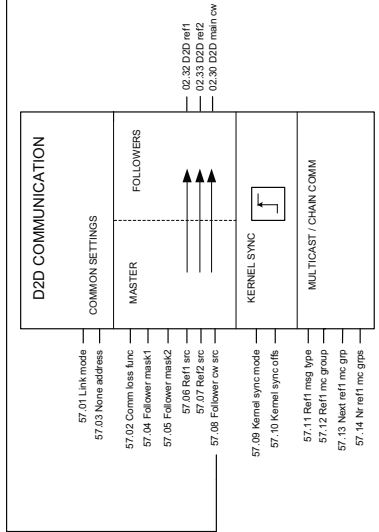 D2D COMMUNICATION
57.01 Link mode
57.03 None address
COMMON SETTINGS
57.02 Comm loss func
57.04 Follower mask1
57.05 Follower mask2
57.06 Ref1 src
57.07 Ref2 src
57.08 Follower cw src
MASTER
FOLLOWERS
02.32 D2D ref1
02.33 D2D ref2
02.30 D2D main cw
57.09 Kernel sync mode
57.10 Kernel sync offs
KERNEL SYNC
57.11 Ref1 msg type
57.12 Ref1 mc group
57.13 Next ref1 mc grp
57.14 Nr ref1 mc grps
MULTICAST / CHAIN COMM